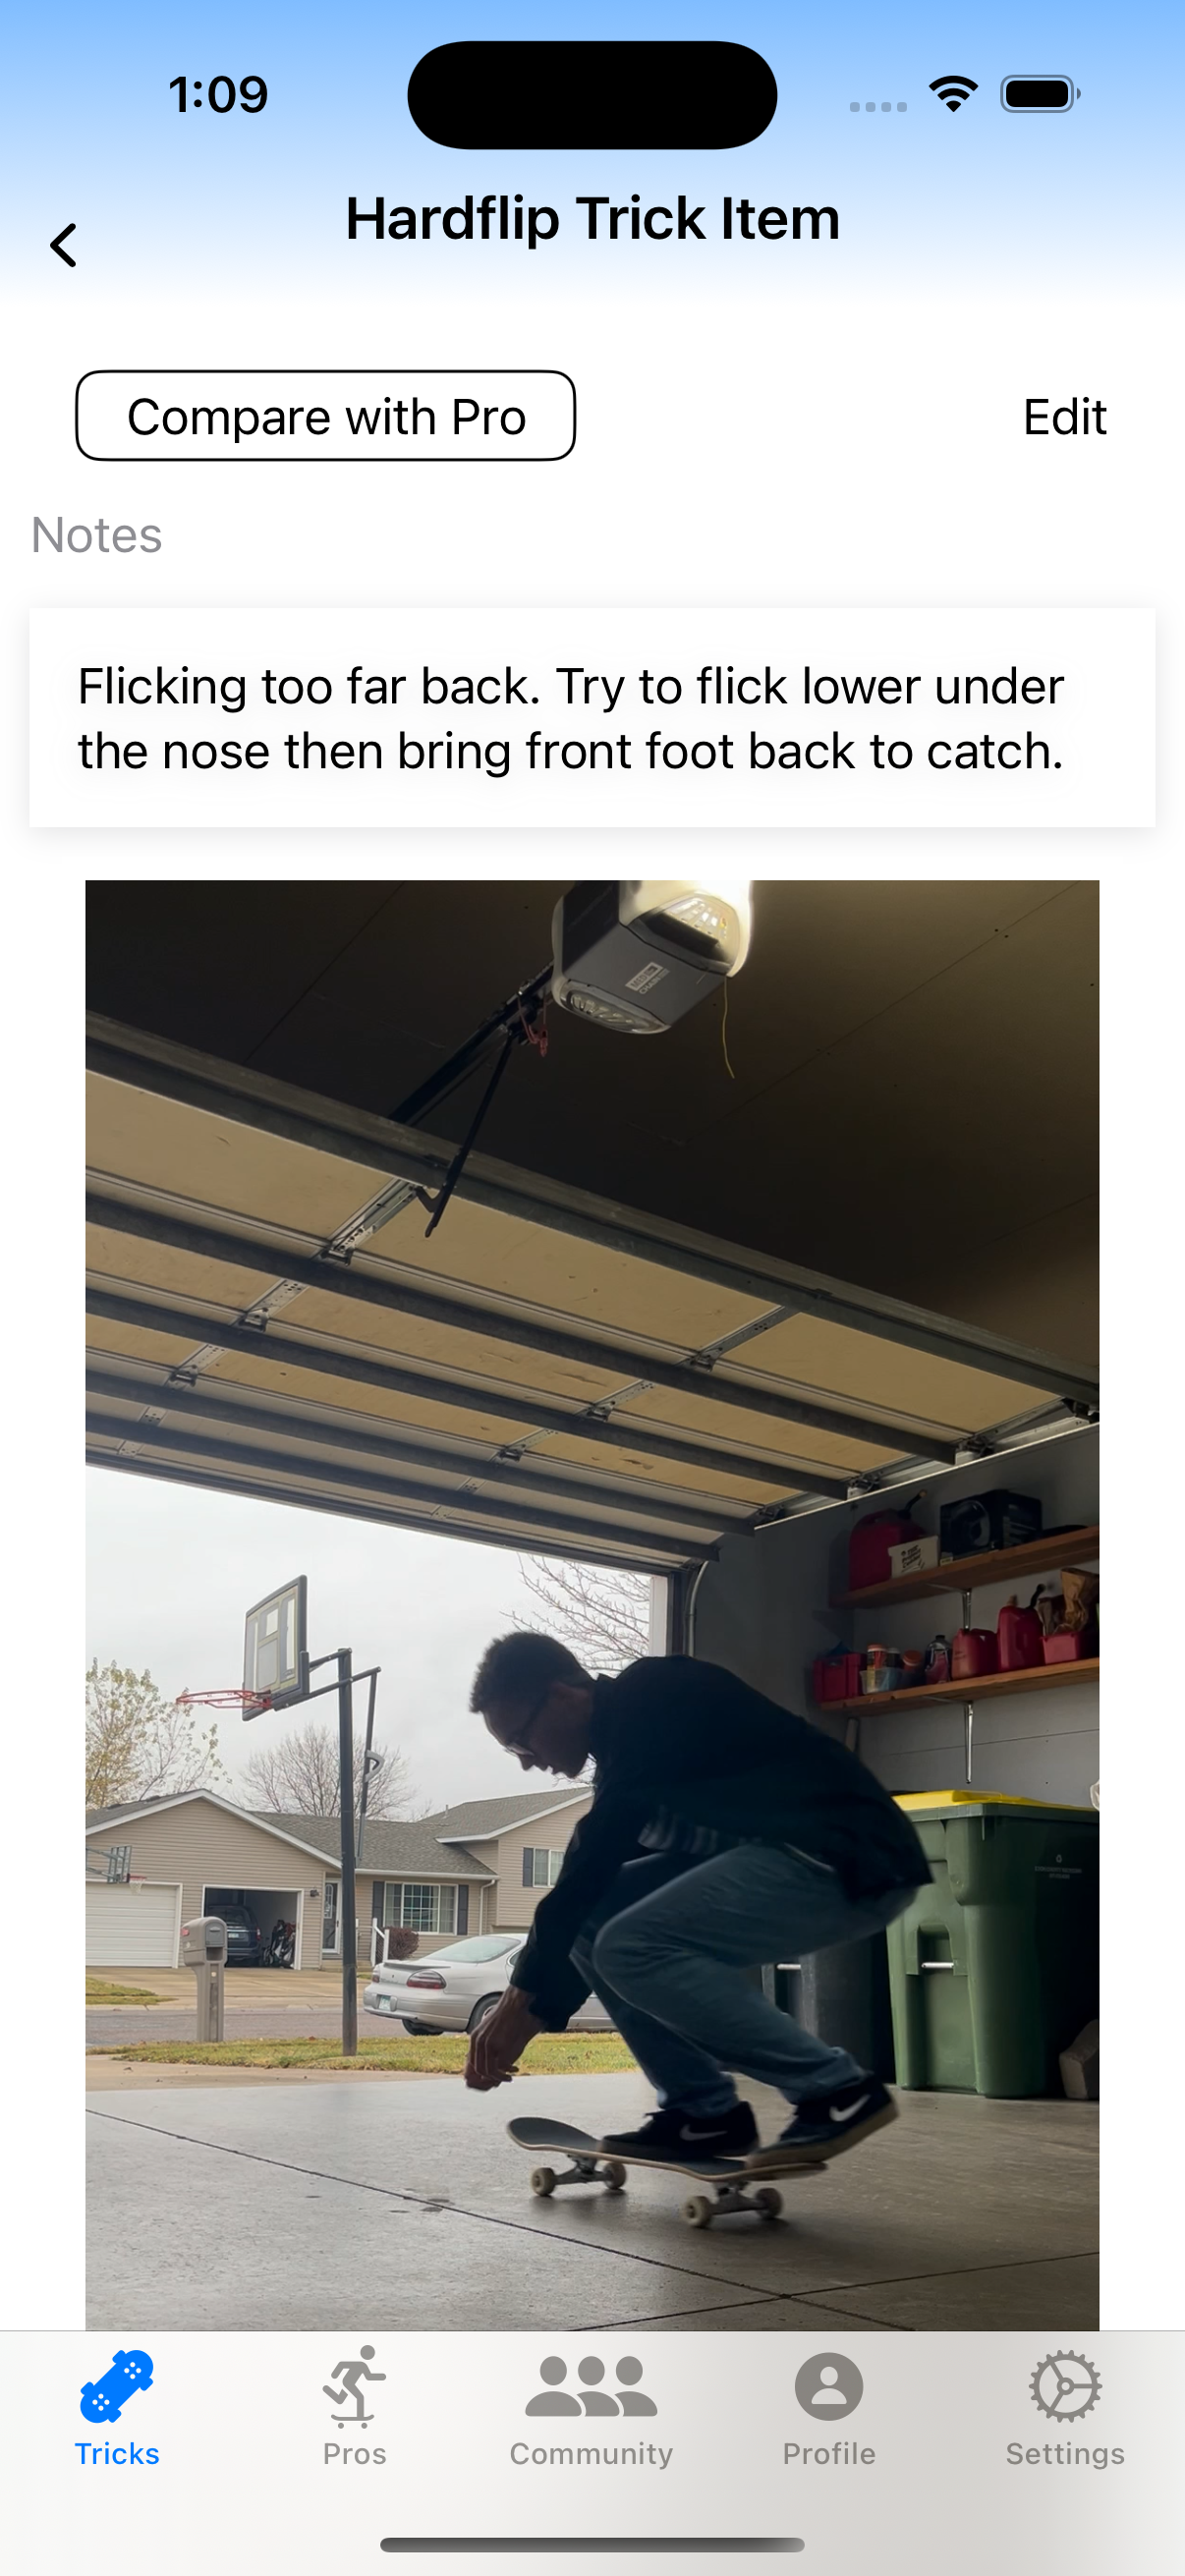 1:09
Hardflip Trick Item
Compare with Pro
Edit
Notes
Flicking too far back. Try to flick lower under
the nose then bring front foot back to catch.
Tricks
Pros
Community
Profile
Settings